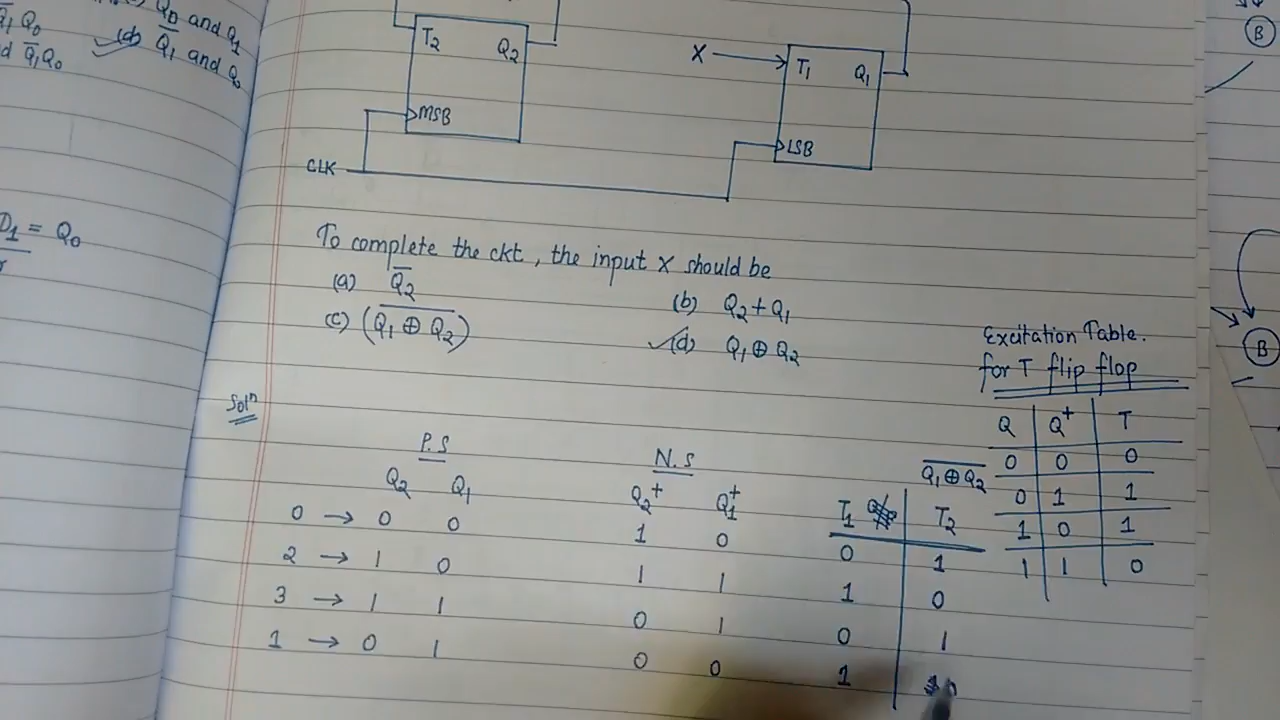 Q̅₁Q₀
d Q̅₁Q₀
Q₀ and Q₁
(d) Q̅₁ and Q₀
D₁ = Q₀
T₂ Q₂
MSB
X T₁ Q₁
LSB
CLK
To complete the ckt, the input X should be
(a) Q̅₂
(b) Q₂ + Q₁
(c) (\overline{Q₁ ⊕ Q₂})
(d) Q₁ ⊕ Q₂
Excitation Table.
for T flip flop
Q Q⁺ T
0 0 0
0 1 1
1 0 1
1 1 0
Solⁿ
P.S N.S
\overline{Q₁ ⊕ Q₂}
Q₂ Q₁ Q₂⁺ Q₁⁺ T₁ T₂
0 → 0 0 1 0 0 1
2 → 1 0 1 1 1 0
3 → 1 1 0 1 0 1
1 → 0 1 0 0 1
B
B